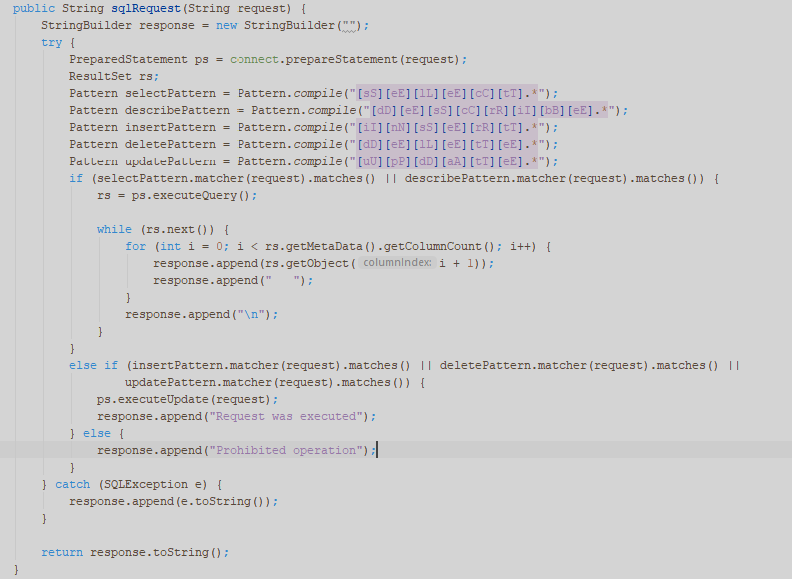 public String sqlRequest(String request) {
    StringBuilder response = new StringBuilder("");
    try {
        PreparedStatement ps = connect.prepareStatement(request);
        ResultSet rs;
        Pattern selectPattern = Pattern.compile("[sS][eE][lL][eE][cC][tT].*");
        Pattern describePattern = Pattern.compile("[dD][eE][sS][cC][rR][iI][bB][eE].*");
        Pattern insertPattern = Pattern.compile("[iI][nN][sS][eE][rR][tT].*");
        Pattern deletePattern = Pattern.compile("[dD][eE][lL][eE][tT][eE].*");
        Pattern updatePattern = Pattern.compile("[uU][pP][dD][aA][tT][eE].*");
        if (selectPattern.matcher(request).matches() || describePattern.matcher(request).matches()) {
            rs = ps.executeQuery();

            while (rs.next()) {
                for (int i = 0; i < rs.getMetaData().getColumnCount(); i++) {
                    response.append(rs.getObject( columnIndex: i + 1));
                    response.append("   ");
                }
                response.append("\n");
            }
        }
        else if (insertPattern.matcher(request).matches() || deletePattern.matcher(request).matches() ||
                updatePattern.matcher(request).matches()) {
            ps.executeUpdate(request);
            response.append("Request was executed");
        } else {
            response.append("Prohibited operation");
        }
    } catch (SQLException e) {
        response.append(e.toString());
    }

    return response.toString();
}